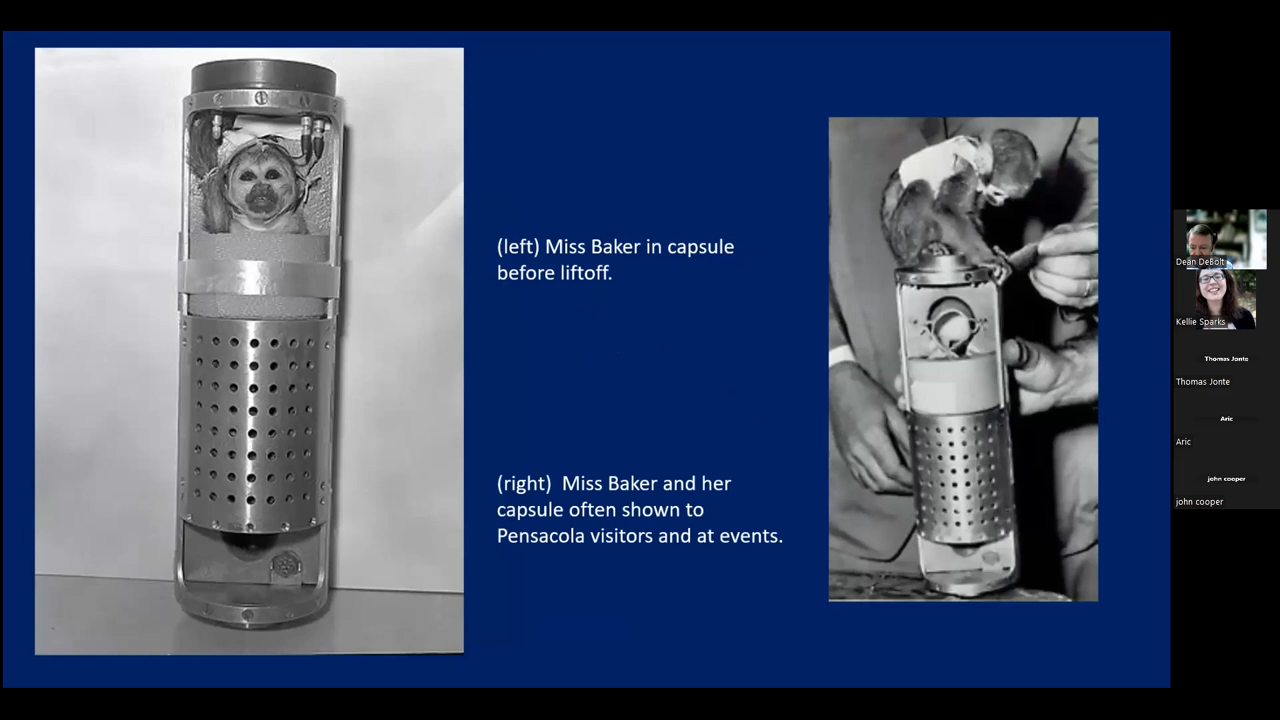 (left) Miss Baker in capsule
before liftoff.
(right)  Miss Baker and her
capsule often shown to
Pensacola visitors and at events.
Dean DeBolt
Kellie Sparks
Thomas Jonte
Thomas Jonte
Aric
Aric
john cooper
john cooper